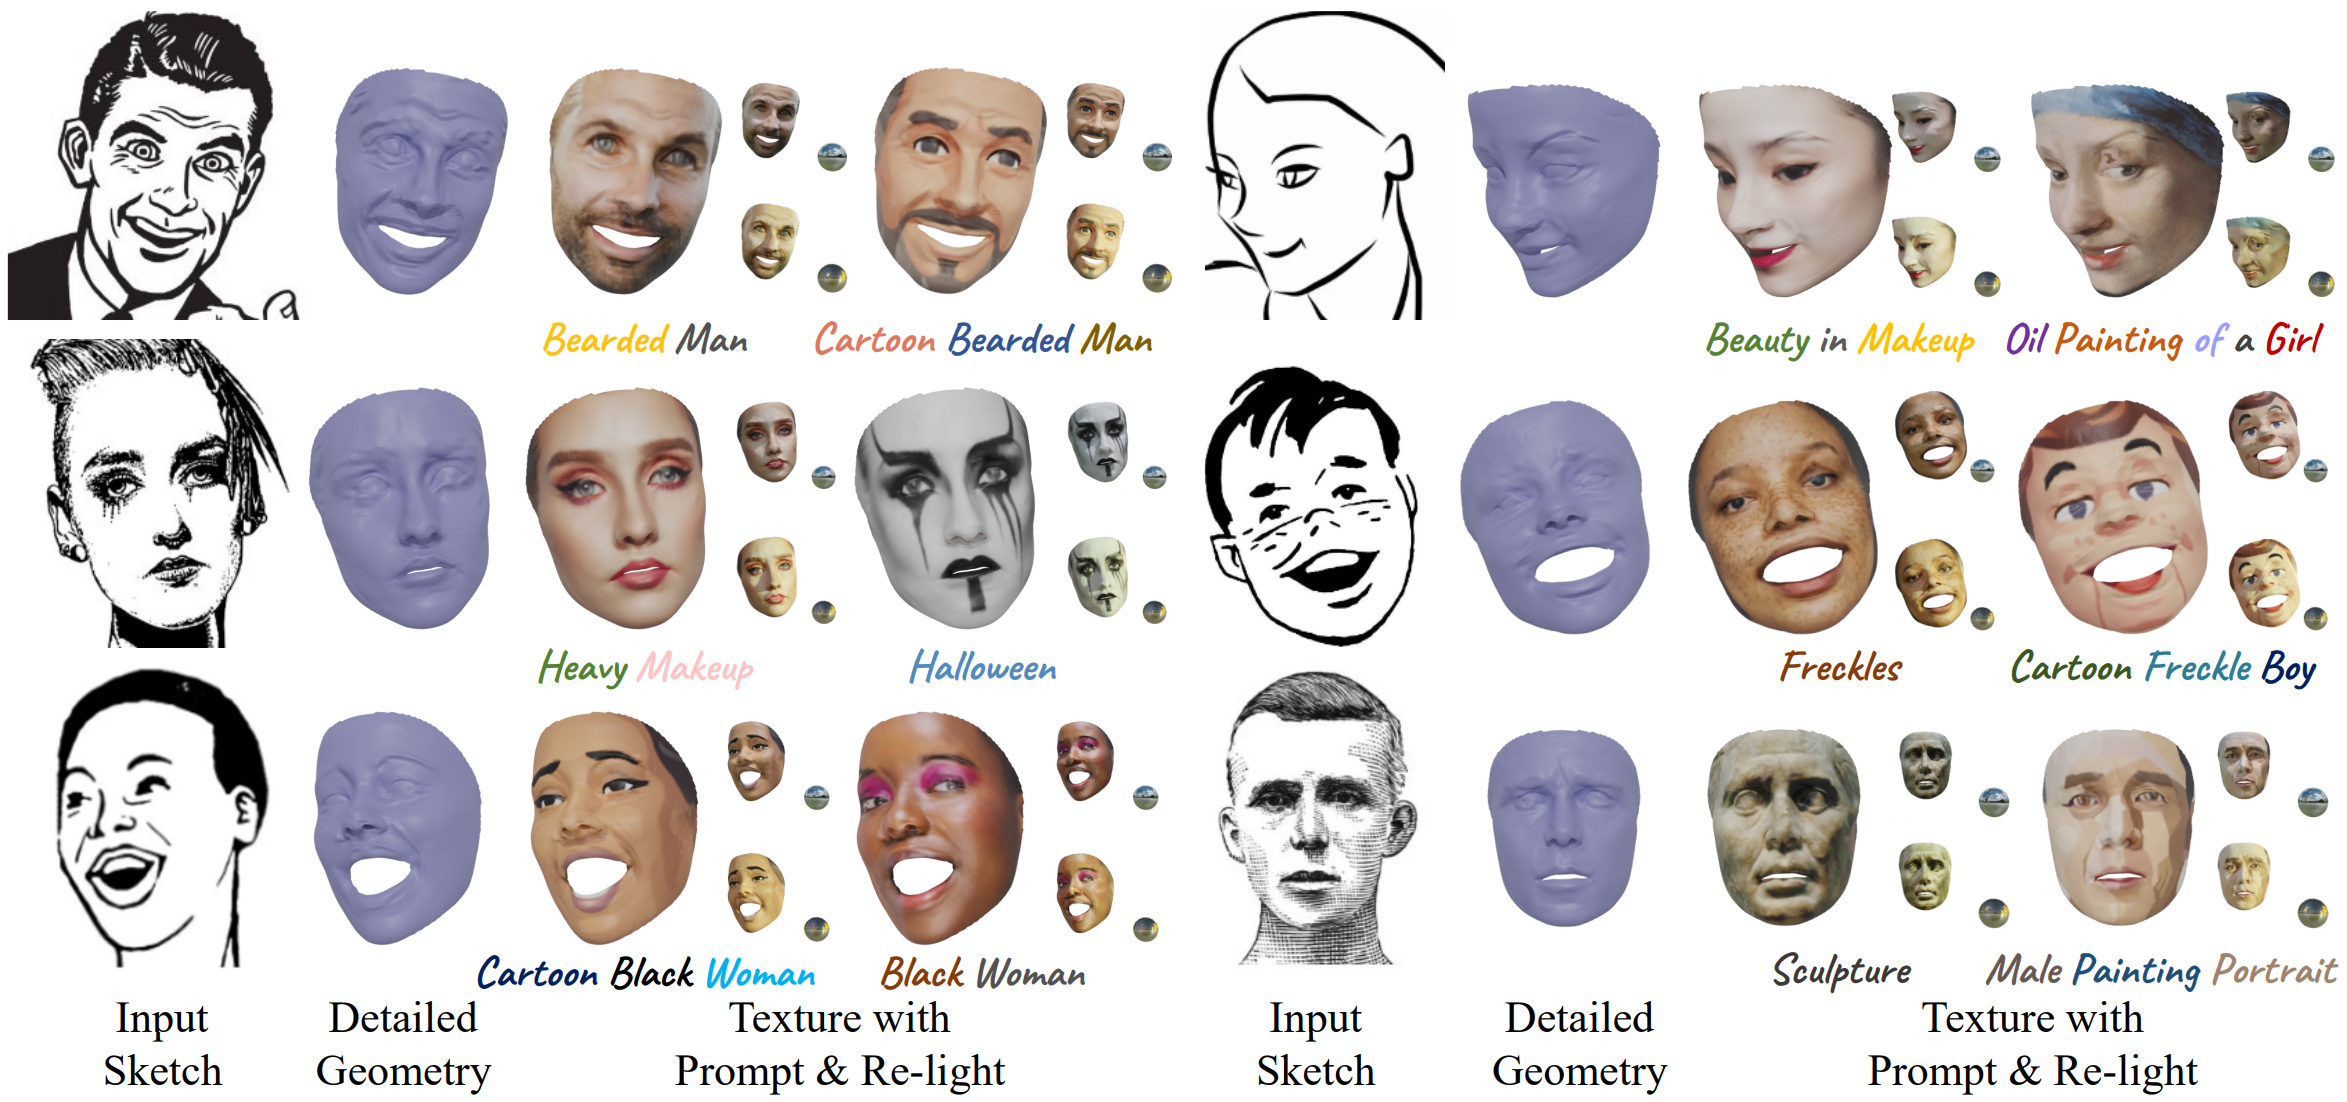 Bearded Man
Cartoon Bearded Man
Beauty in Makeup
Oil Painting of a Girl
Heavy Makeup
Halloween
Freckles
Cartoon Freckle Boy
Cartoon Black Woman
Black Woman
Sculpture
Male Painting Portrait
Input
Sketch
Detailed
Geometry
Texture with
Prompt & Re-light
Input
Sketch
Detailed
Geometry
Texture with
Prompt & Re-light